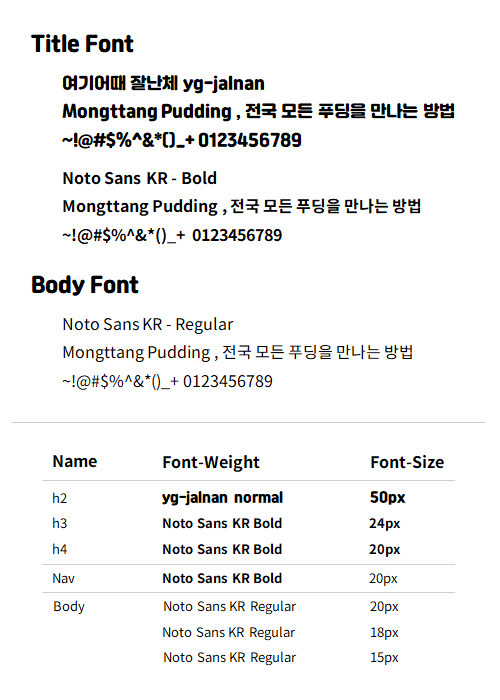 Title Font
여기어때 잘난체 yg-jalnan
Mongttang Pudding , 전국 모든 푸딩을 만나는 방법
~!@#$%^&*()_+ 0123456789
Noto Sans KR - Bold
Mongttang Pudding , 전국 모든 푸딩을 만나는 방법
~!@#$%^&*()_+ 0123456789
Body Font
Noto Sans KR - Regular
Mongttang Pudding , 전국 모든 푸딩을 만나는 방법
~!@#$%^&*()_+ 0123456789
Name Font-Weight Font-Size
h2 yg-jalnan normal 50px
h3 Noto Sans KR Bold 24px
h4 Noto Sans KR Bold 20px
Nav Noto Sans KR Bold 20px
Body Noto Sans KR Regular 20px
Noto Sans KR Regular 18px
Noto Sans KR Regular 15px